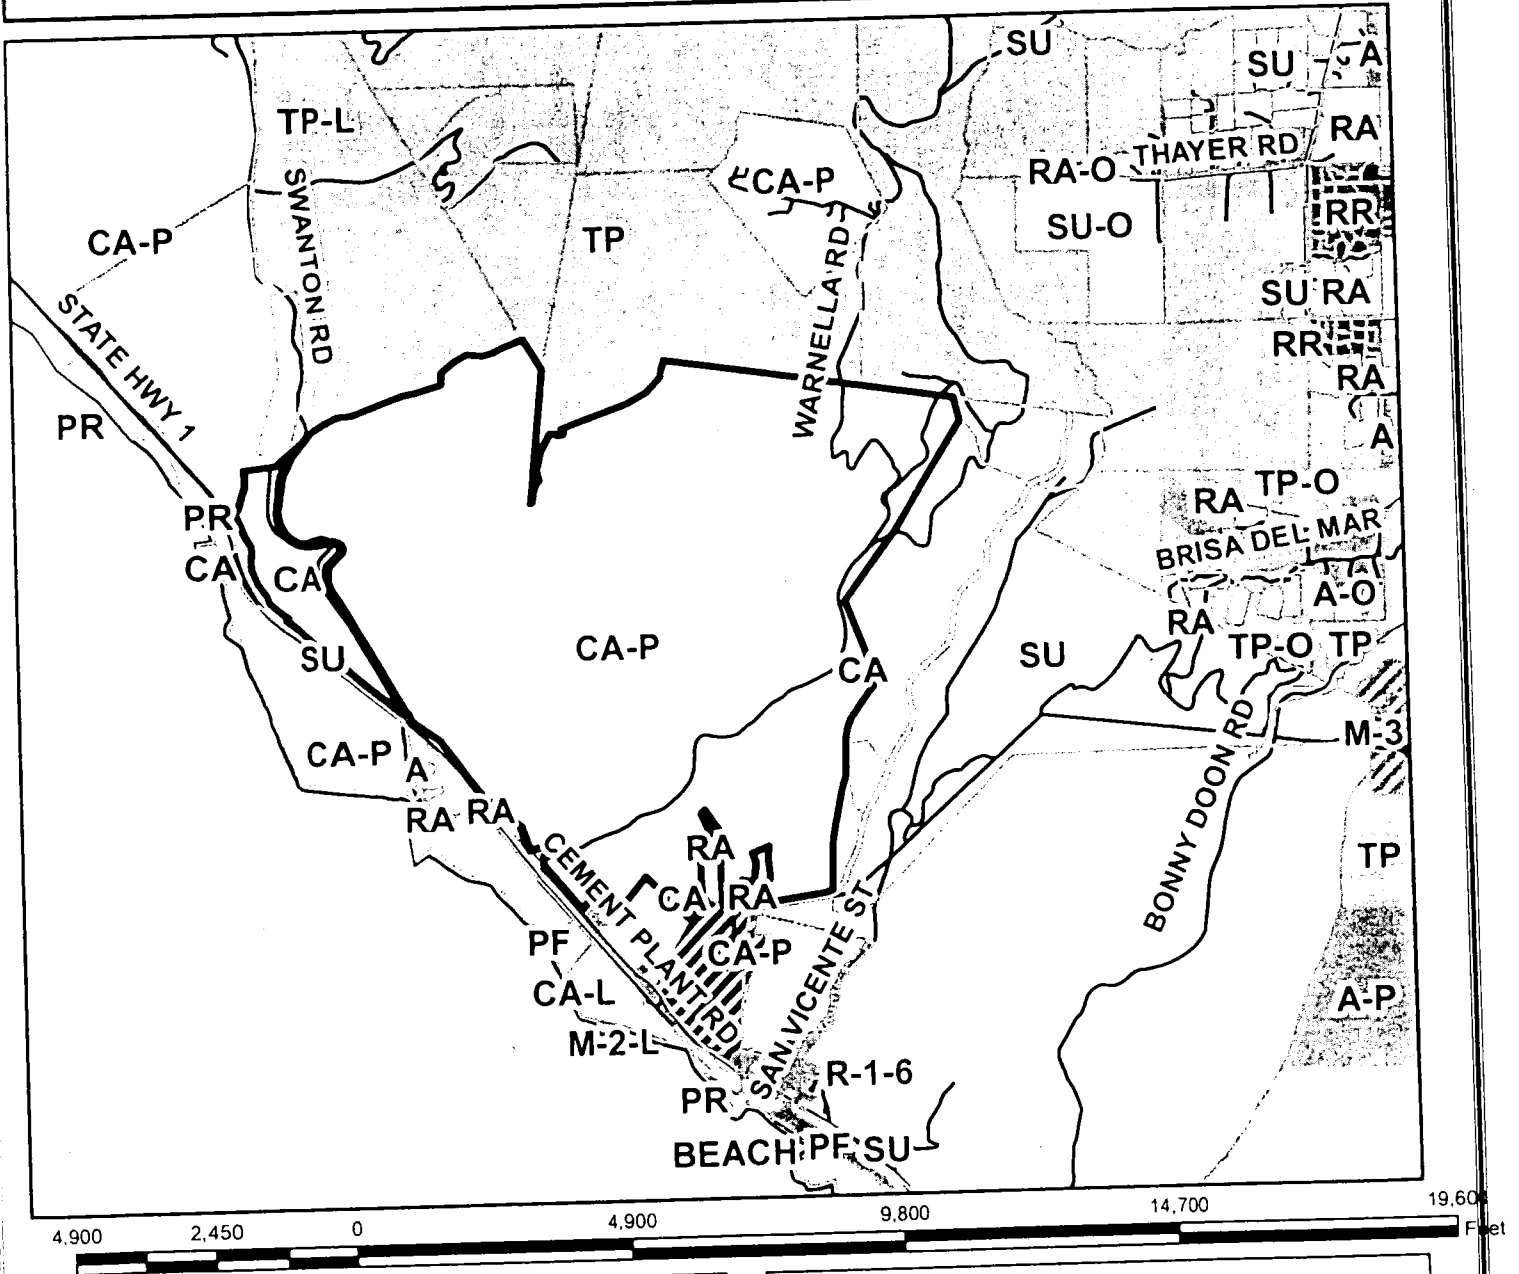 SU
SU
A
TP-L
RA
THAYER RD
RA-O
CA-P
RR
SU-O
CA-P
TP
SWANTON RD
WARNELLA RD
SU RA
STATE HWY 1
RR
RA
PR
A
TP-O
RA
PR
BRISA DEL MAR
CA
CA
A-O
RA
CA-P
SU
TP-O
TP
SU
CA
BONNY DOON RD
M-3
CA-P
A
RA
RA
CEMENT PLANT RD
RA
TP
CA
RA
SAN VICENTE ST
PF
CA-P
CA-L
A-P
M-2-L
R-1-6
PR
BEACH
PF
SU
4,900
2,450
0
4,900
9,800
14,700
19,600
Feet